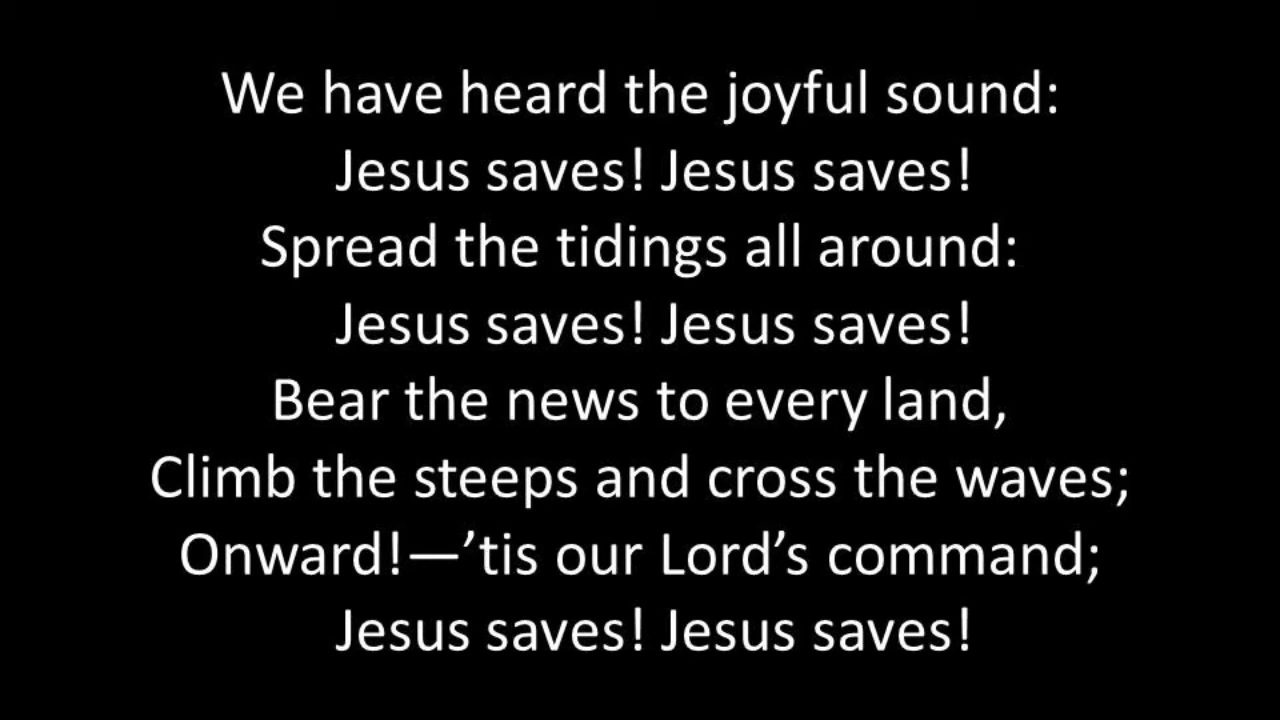 We have heard the joyful sound:
Jesus saves! Jesus saves!
Spread the tidings all around:
Jesus saves! Jesus saves!
Bear the news to every land,
Climb the steeps and cross the waves;
Onward!—’tis our Lord’s command;
Jesus saves! Jesus saves!